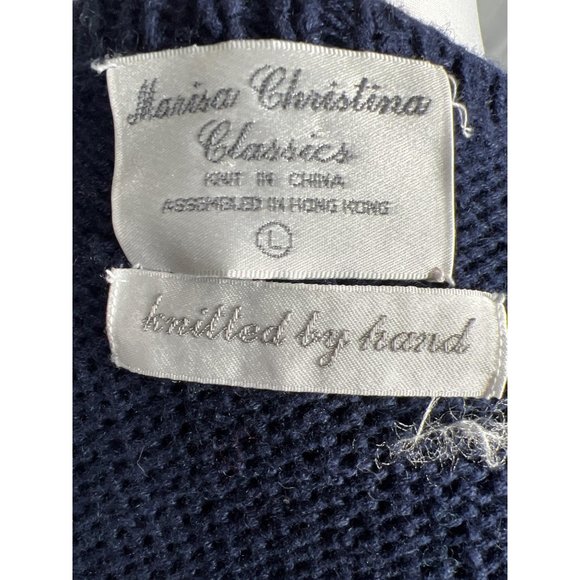 Marisa Christina
Classics
KNIT IN CHINA
ASSEMBLED IN HONG KONG
L
knitted by hand